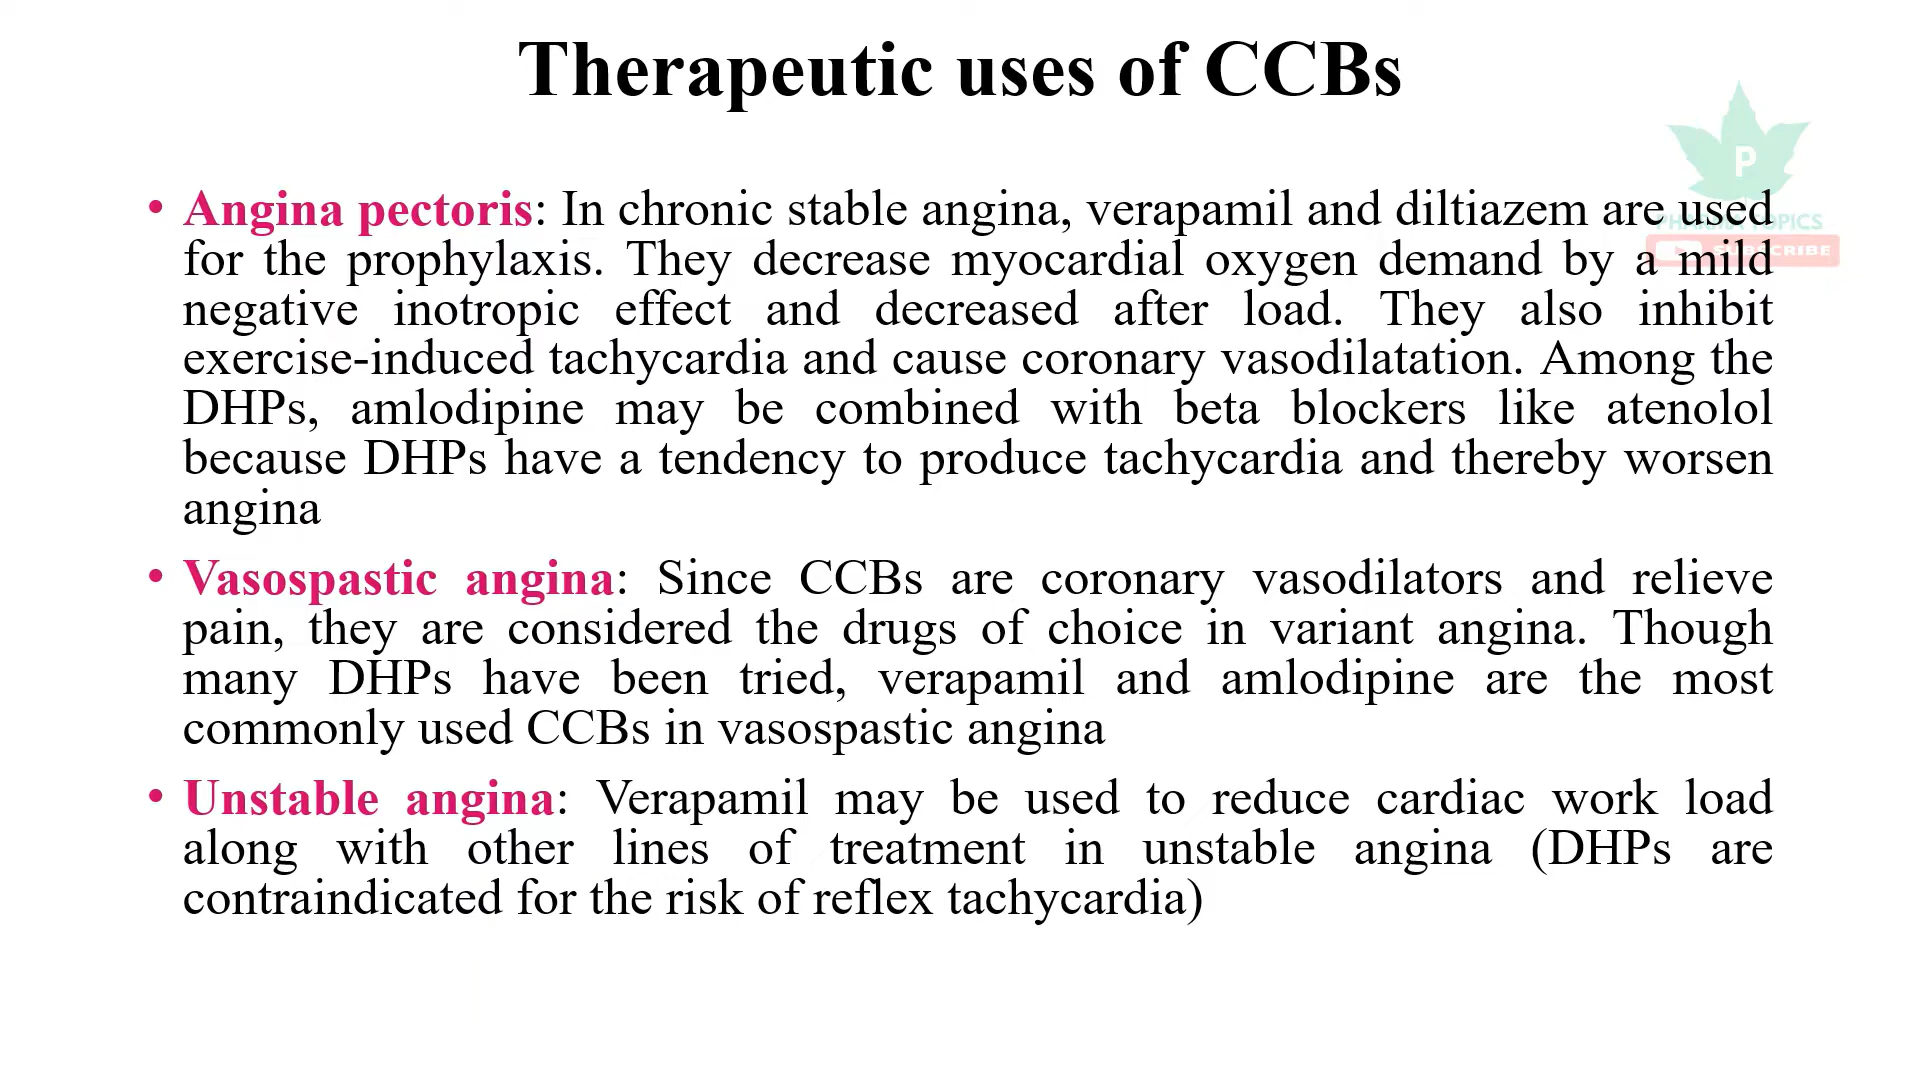 Therapeutic uses of CCBs
P
• Angina pectoris: In chronic stable angina, verapamil and diltiazem are used
PHARMA TOPICS
for the prophylaxis. They decrease myocardial oxygen demand by a mild
SUBSCRIBE
negative inotropic effect and decreased after load. They also inhibit
exercise-induced tachycardia and cause coronary vasodilatation. Among the
DHPs, amlodipine may be combined with beta blockers like atenolol
because DHPs have a tendency to produce tachycardia and thereby worsen
angina
• Vasospastic angina: Since CCBs are coronary vasodilators and relieve
pain, they are considered the drugs of choice in variant angina. Though
many DHPs have been tried, verapamil and amlodipine are the most
commonly used CCBs in vasospastic angina
• Unstable angina: Verapamil may be used to reduce cardiac work load
along with other lines of treatment in unstable angina (DHPs are
contraindicated for the risk of reflex tachycardia)